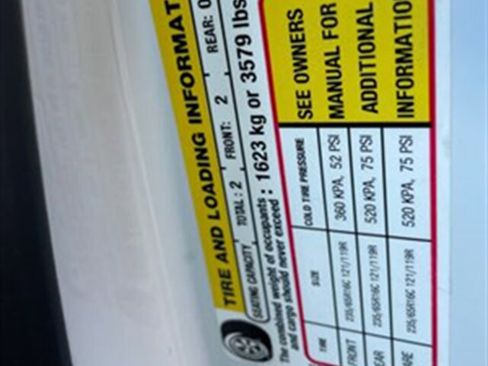 TIRE AND LOADING INFORMAT
SEATING CAPACITY TOTAL: 2 FRONT: 2 REAR: 0
The combined weight of occupants : 1623 kg or 3579 lbs
and cargo should never exceed
TIRE SIZE COLD TIRE PRESSURE
FRONT 235/65R16C 121/119R 360 KPA, 52 PSI
EAR 235/65R16C 121/119R 520 KPA, 75 PSI
ARE 235/65R16C 121/119R 520 KPA, 75 PSI
SEE OWNERS
MANUAL FOR
ADDITIONAL
INFORMATIO